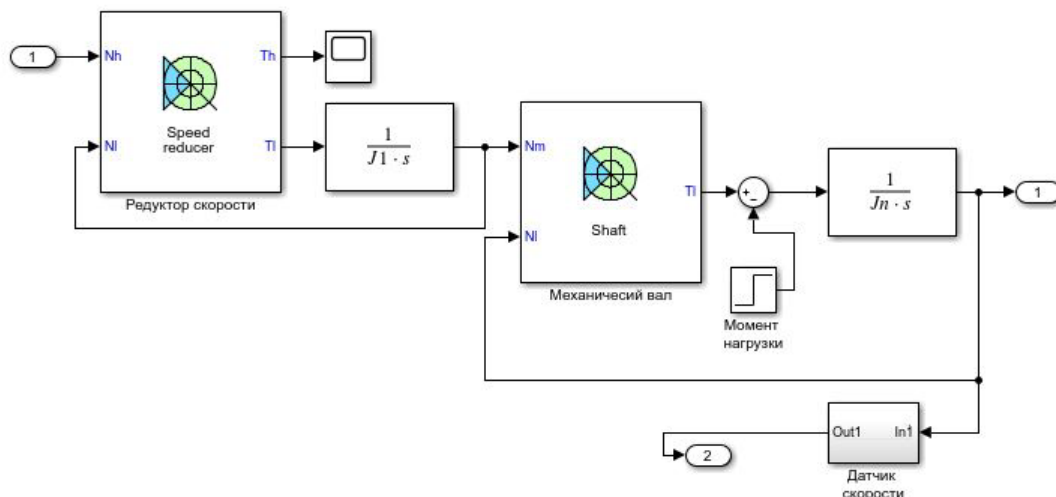 1
Nh
Th
Speed
reducer
Nl
Tl
Редуктор скорости
1
J1 · s
Nm
Tl
Nl
Shaft
Механичесий вал
+
−
Момент
нагрузки
1
Jn · s
1
Out1
In1
2
Датчик
скорости